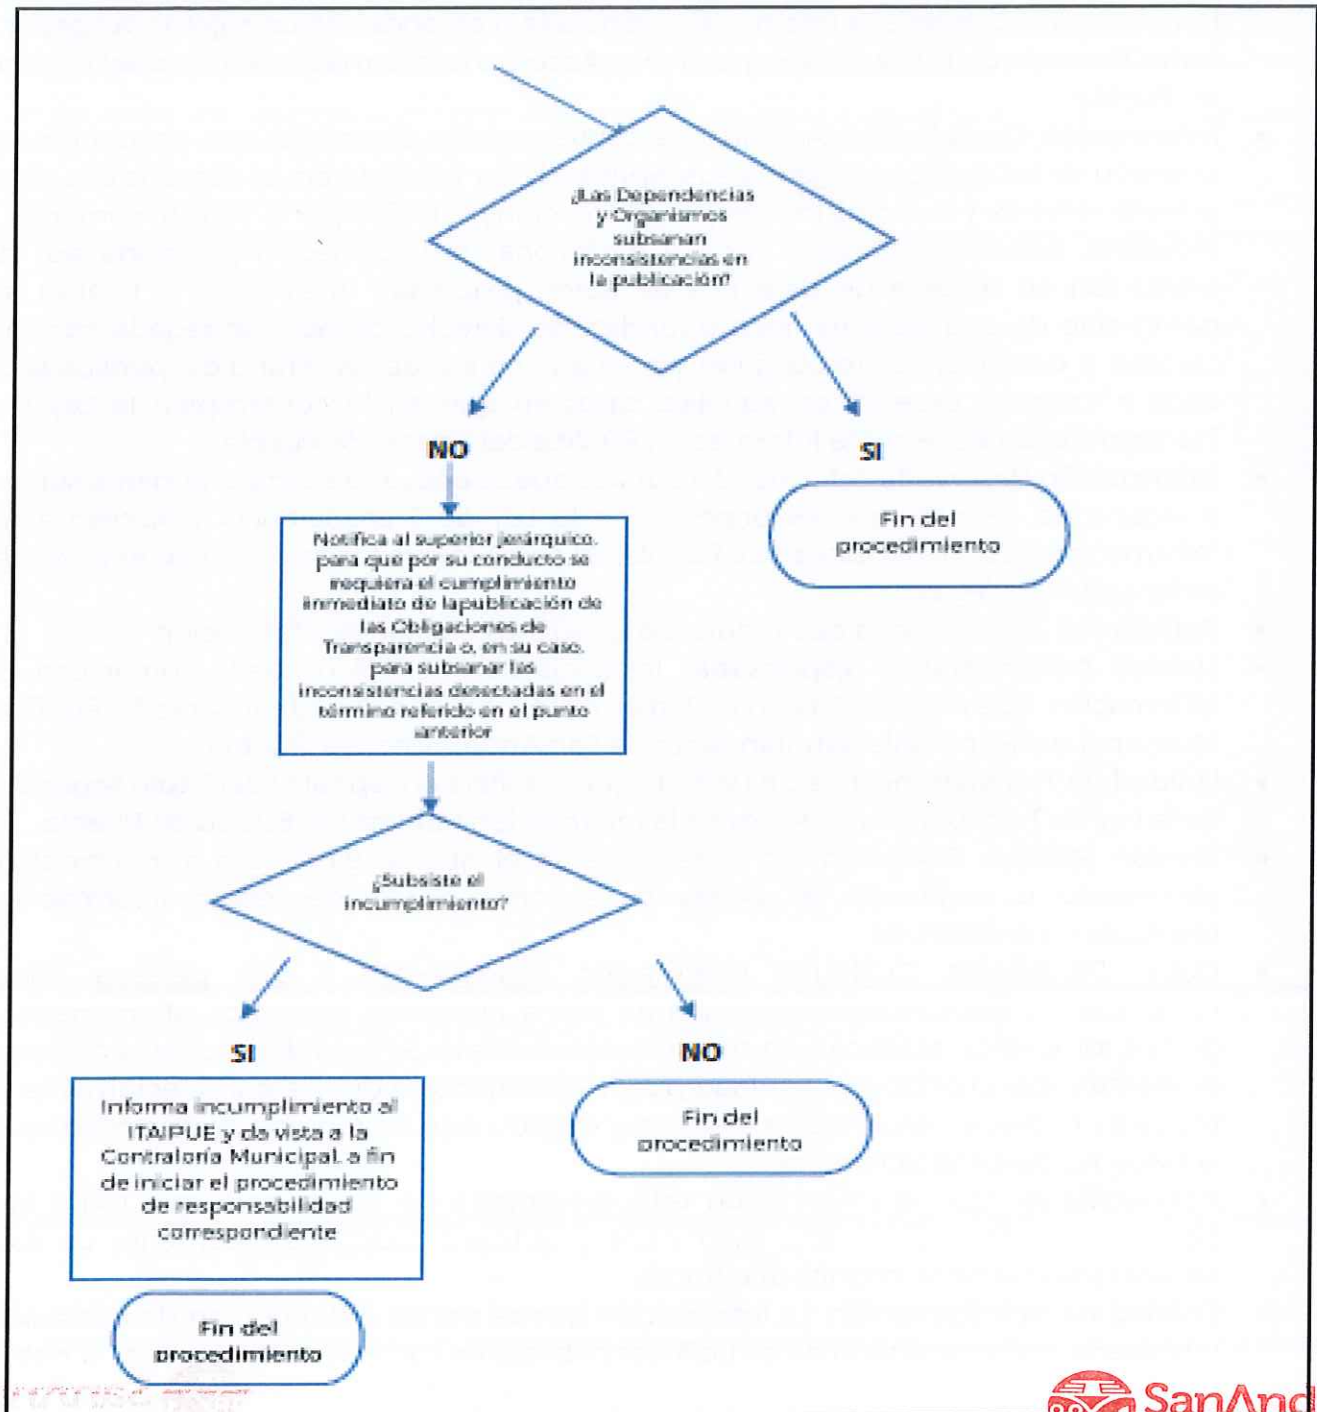 ¿Las Dependencias
y Organismos
subsanan
inconsistencias en
la publicación?
NO
SI
Fin del
procedimiento
Notifica al superior jerárquico,
para que por su conducto se
requiera el cumplimiento
inmediato de lapublicación de
las Obligaciones de
Transparencia o, en su caso,
para subsanar las
inconsistencias detectadas en el
término referido en el punto
anterior
¿Subsiste el
incumplimiento?
SI
NO
Informa incumplimiento al
ITAIPUE y da vista a la
Contraloría Municipal, a fin
de iniciar el procedimiento
de responsabilidad
correspondiente
Fin del
procedimiento
Fin del
procedimiento
SanAnd